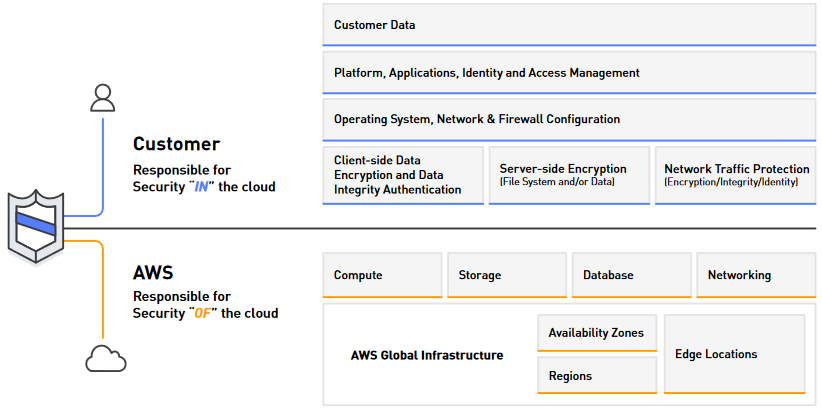 Customer
Responsible for
Security “IN” the cloud
Customer Data
Platform, Applications, Identity and Access Management
Operating System, Network & Firewall Configuration
Client-side Data
Encryption and Data
Integrity Authentication
Server-side Encryption
(File System and/or Data)
Network Traffic Protection
(Encryption/Integrity/Identity)
AWS
Responsible for
Security “OF” the cloud
Compute
Storage
Database
Networking
AWS Global Infrastructure
Availability Zones
Regions
Edge Locations